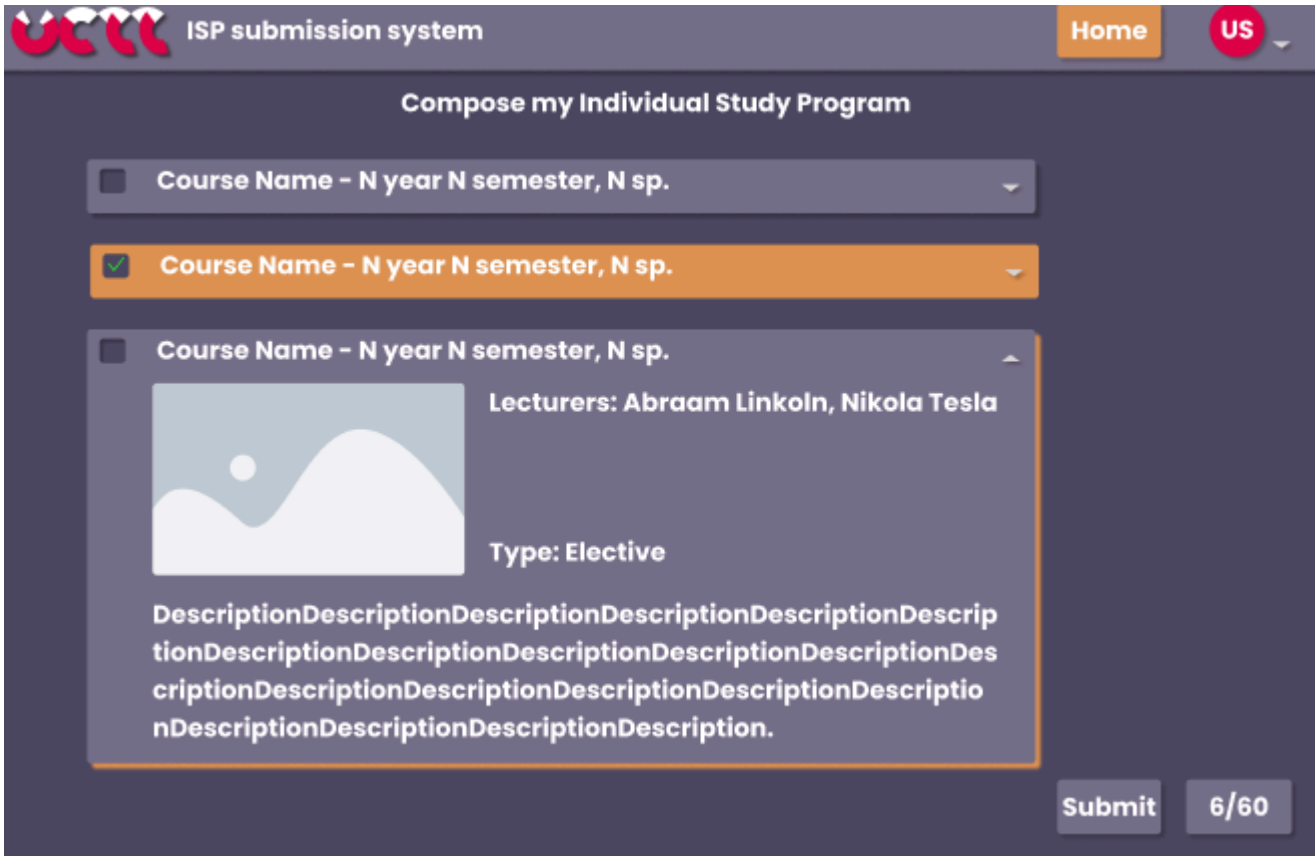 UCLL ISP submission system
Home
US
Compose my Individual Study Program
Course Name - N year N semester, N sp.
Course Name - N year N semester, N sp.
Course Name - N year N semester, N sp.
Lecturers: Abraam Linkoln, Nikola Tesla
Type: Elective
DescriptionDescriptionDescriptionDescriptionDescriptionDescrip
tionDescriptionDescriptionDescriptionDescriptionDescriptionDes
criptionDescriptionDescriptionDescriptionDescriptionDescriptio
nDescriptionDescriptionDescriptionDescription.
Submit
6/60